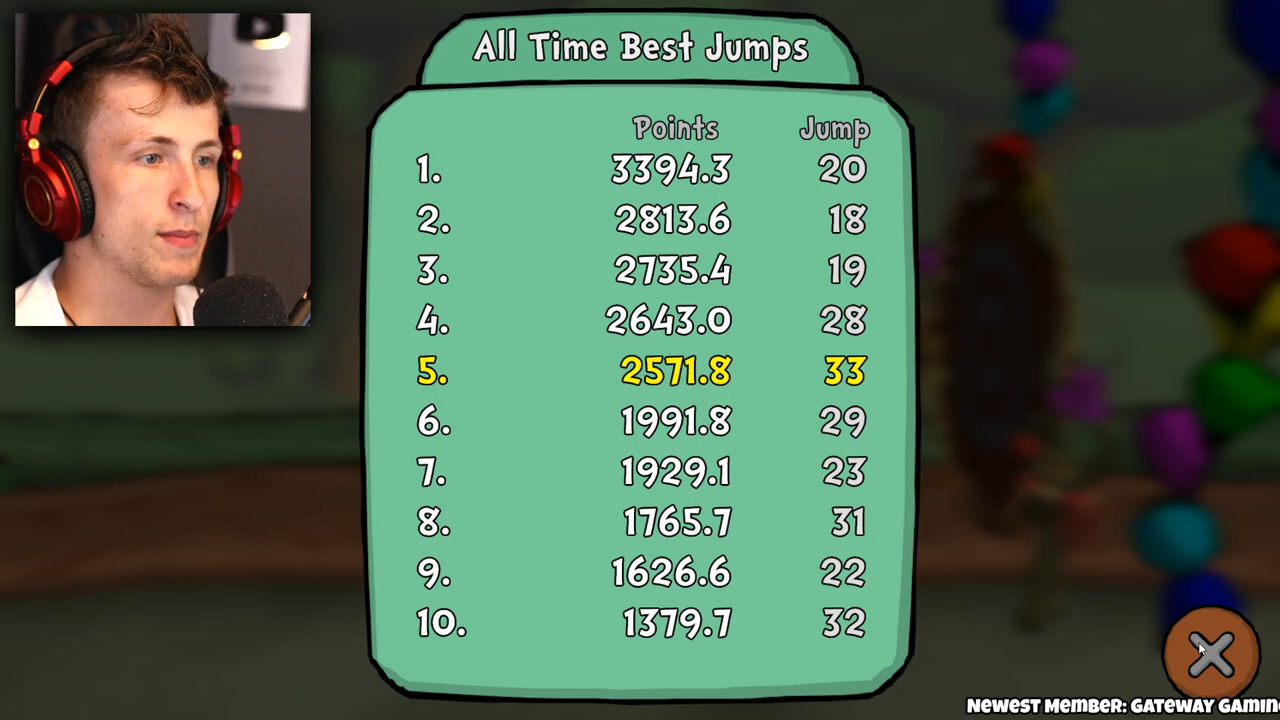 All Time Best Jumps
Points Jump
1. 3394.3 20
2. 2813.6 18
3. 2735.4 19
4. 2643.0 28
5. 2571.8 33
6. 1991.8 29
7. 1929.1 23
8. 1765.7 31
9. 1626.6 22
10. 1379.7 32
Newest Member: Gateway Gamin